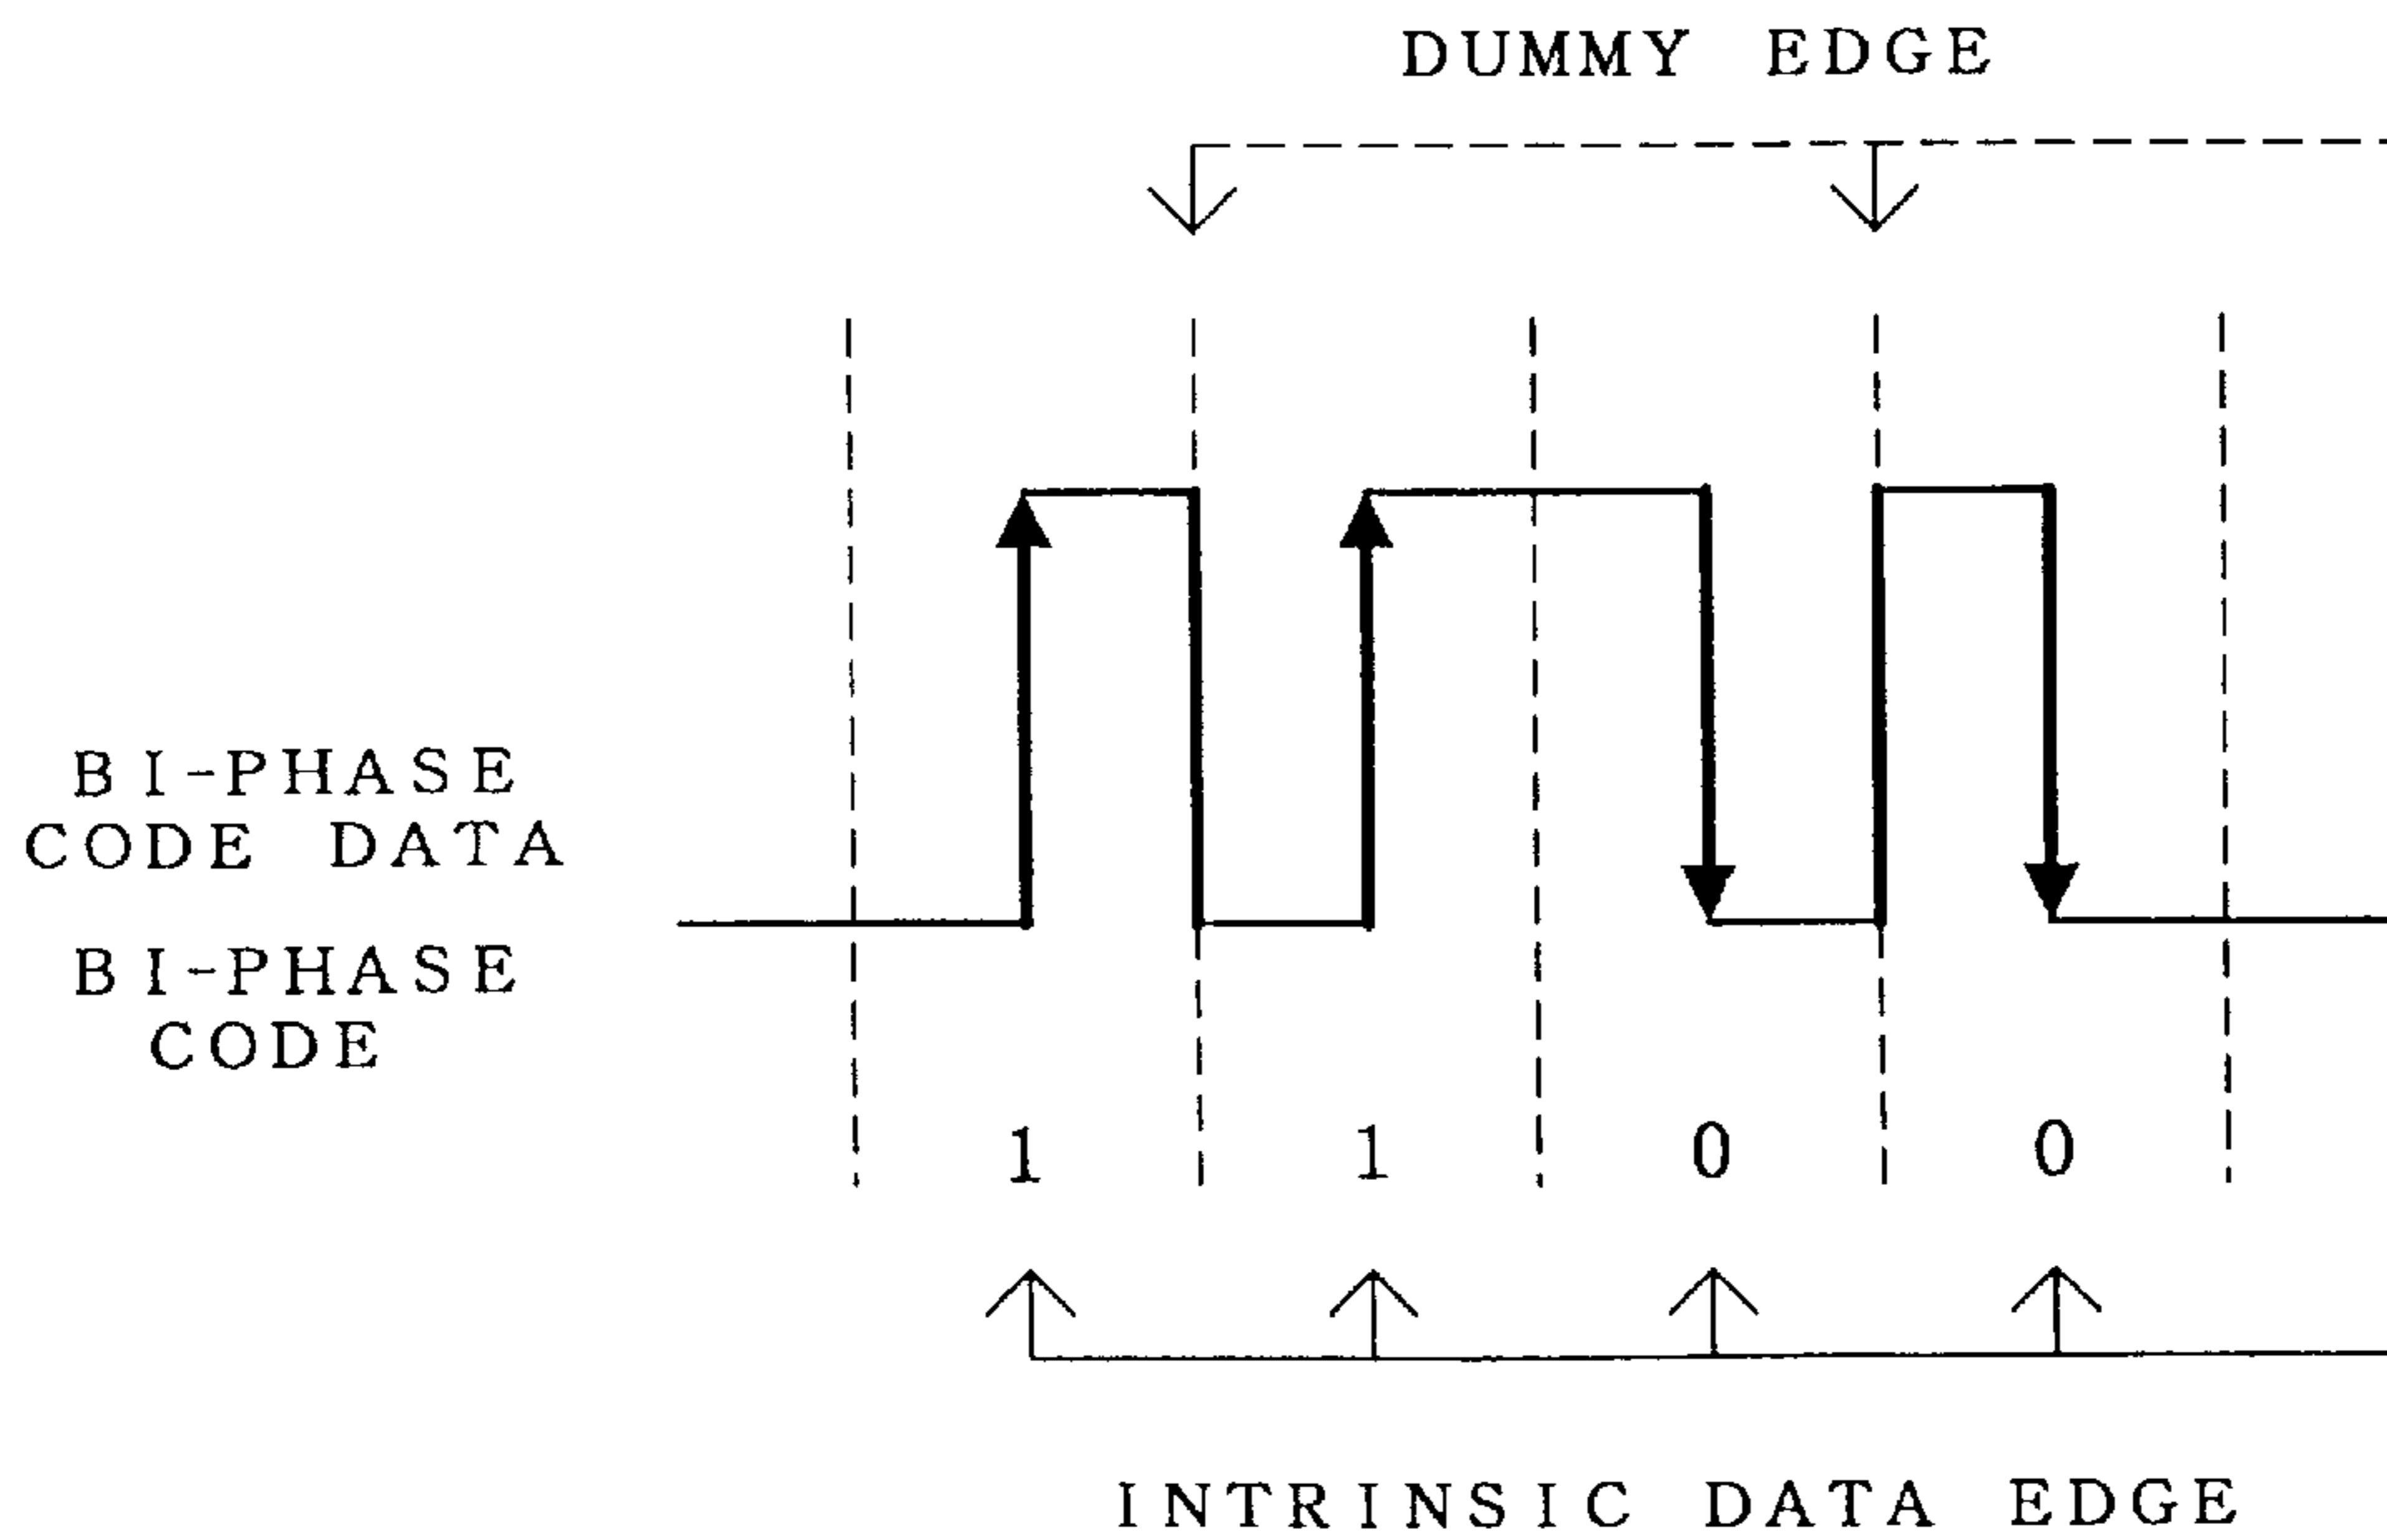 DUMMY EDGE
BI-PHASE
CODE DATA
BI-PHASE
CODE
1 1 0 0
INTRINSIC DATA EDGE